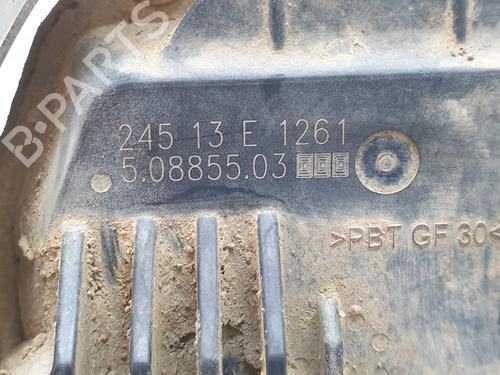 B-PARTS
245 13 E 1261
5.08855.03
>PBT GF 30<